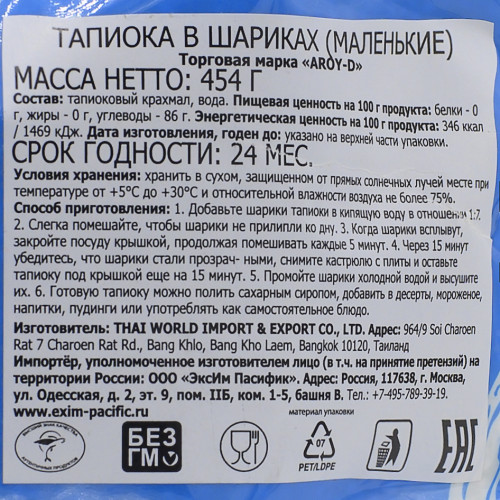 ТАПИОКА В ШАРИКАХ (МАЛЕНЬКИЕ)
Торговая марка «AROY-D»
МАССА НЕТТО: 454 Г
Состав: тапиоковый крахмал, вода. Пищевая ценность на 100 г продукта: белки - 0
г, жиры - 0 г, углеводы - 86 г. Энергетическая ценность на 100 г продукта: 346 ккал
/ 1469 кДж. Дата изготовления, годен до: указано на верхней части упаковки.
СРОК ГОДНОСТИ: 24 МЕС.
Условия хранения: хранить в сухом, защищенном от прямых солнечных лучей месте при
температуре от +5°С до +30°С и относительной влажности воздуха не более 75%.
Способ приготовления: 1. Добавьте шарики тапиоки в кипящую воду в отношении 1:7.
2. Слегка помешайте, чтобы шарики не прилипли ко дну. 3. Когда шарики всплывут,
закройте посуду крышкой, продолжая помешивать каждые 5 минут. 4. Через 15 минут
убедитесь, что шарики стали прозрач- ными, снимите кастрюлю с плиты и оставьте
тапиоку под крышкой еще на 15 минут. 5. Промойте шарики холодной водой и высушите
их. 6. Готовую тапиоку можно полить сахарным сиропом, добавить в десерты, мороженое,
напитки, пудинги или употреблять как самостоятельное блюдо.
Изготовитель: THAI WORLD IMPORT & EXPORT CO., LTD. Адрес: 964/9 Soi Charoen
Rat 7 Charoen Rat Rd., Bang Khlo, Bang Kho Laem, Bangkok 10120, Таиланд
Импортёр, уполномоченное изготовителем лицо (в т.ч. на принятие претензий) на
территории России: ООО «ЭксИм Пасифик». Адрес: Россия, 117638, г. Москва,
ул. Одесская, д. 2, эт. 9, пом. IIБ, ком. 1-5, башня В. Тел.: +7-495-789-39-19.
www.exim-pacific.ru
материал упаковки
БЕЗ
ГМО
07
PET/LDPE
EAC